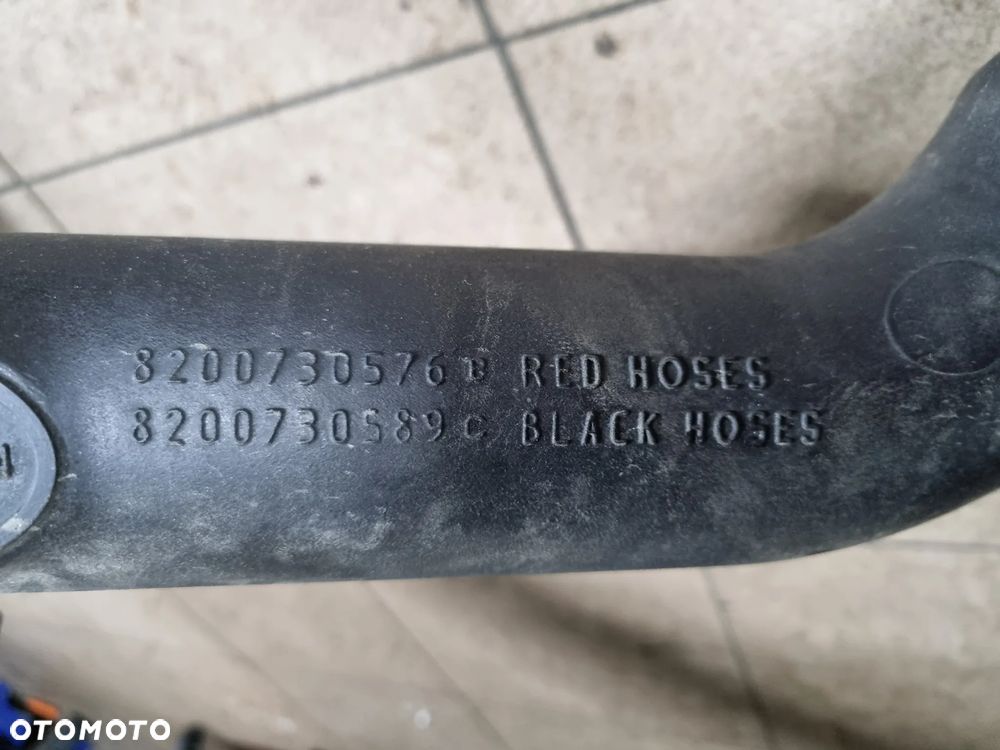 8200730576 B RED HOSES
8200730589 C BLACK HOSES
OTOMOTO